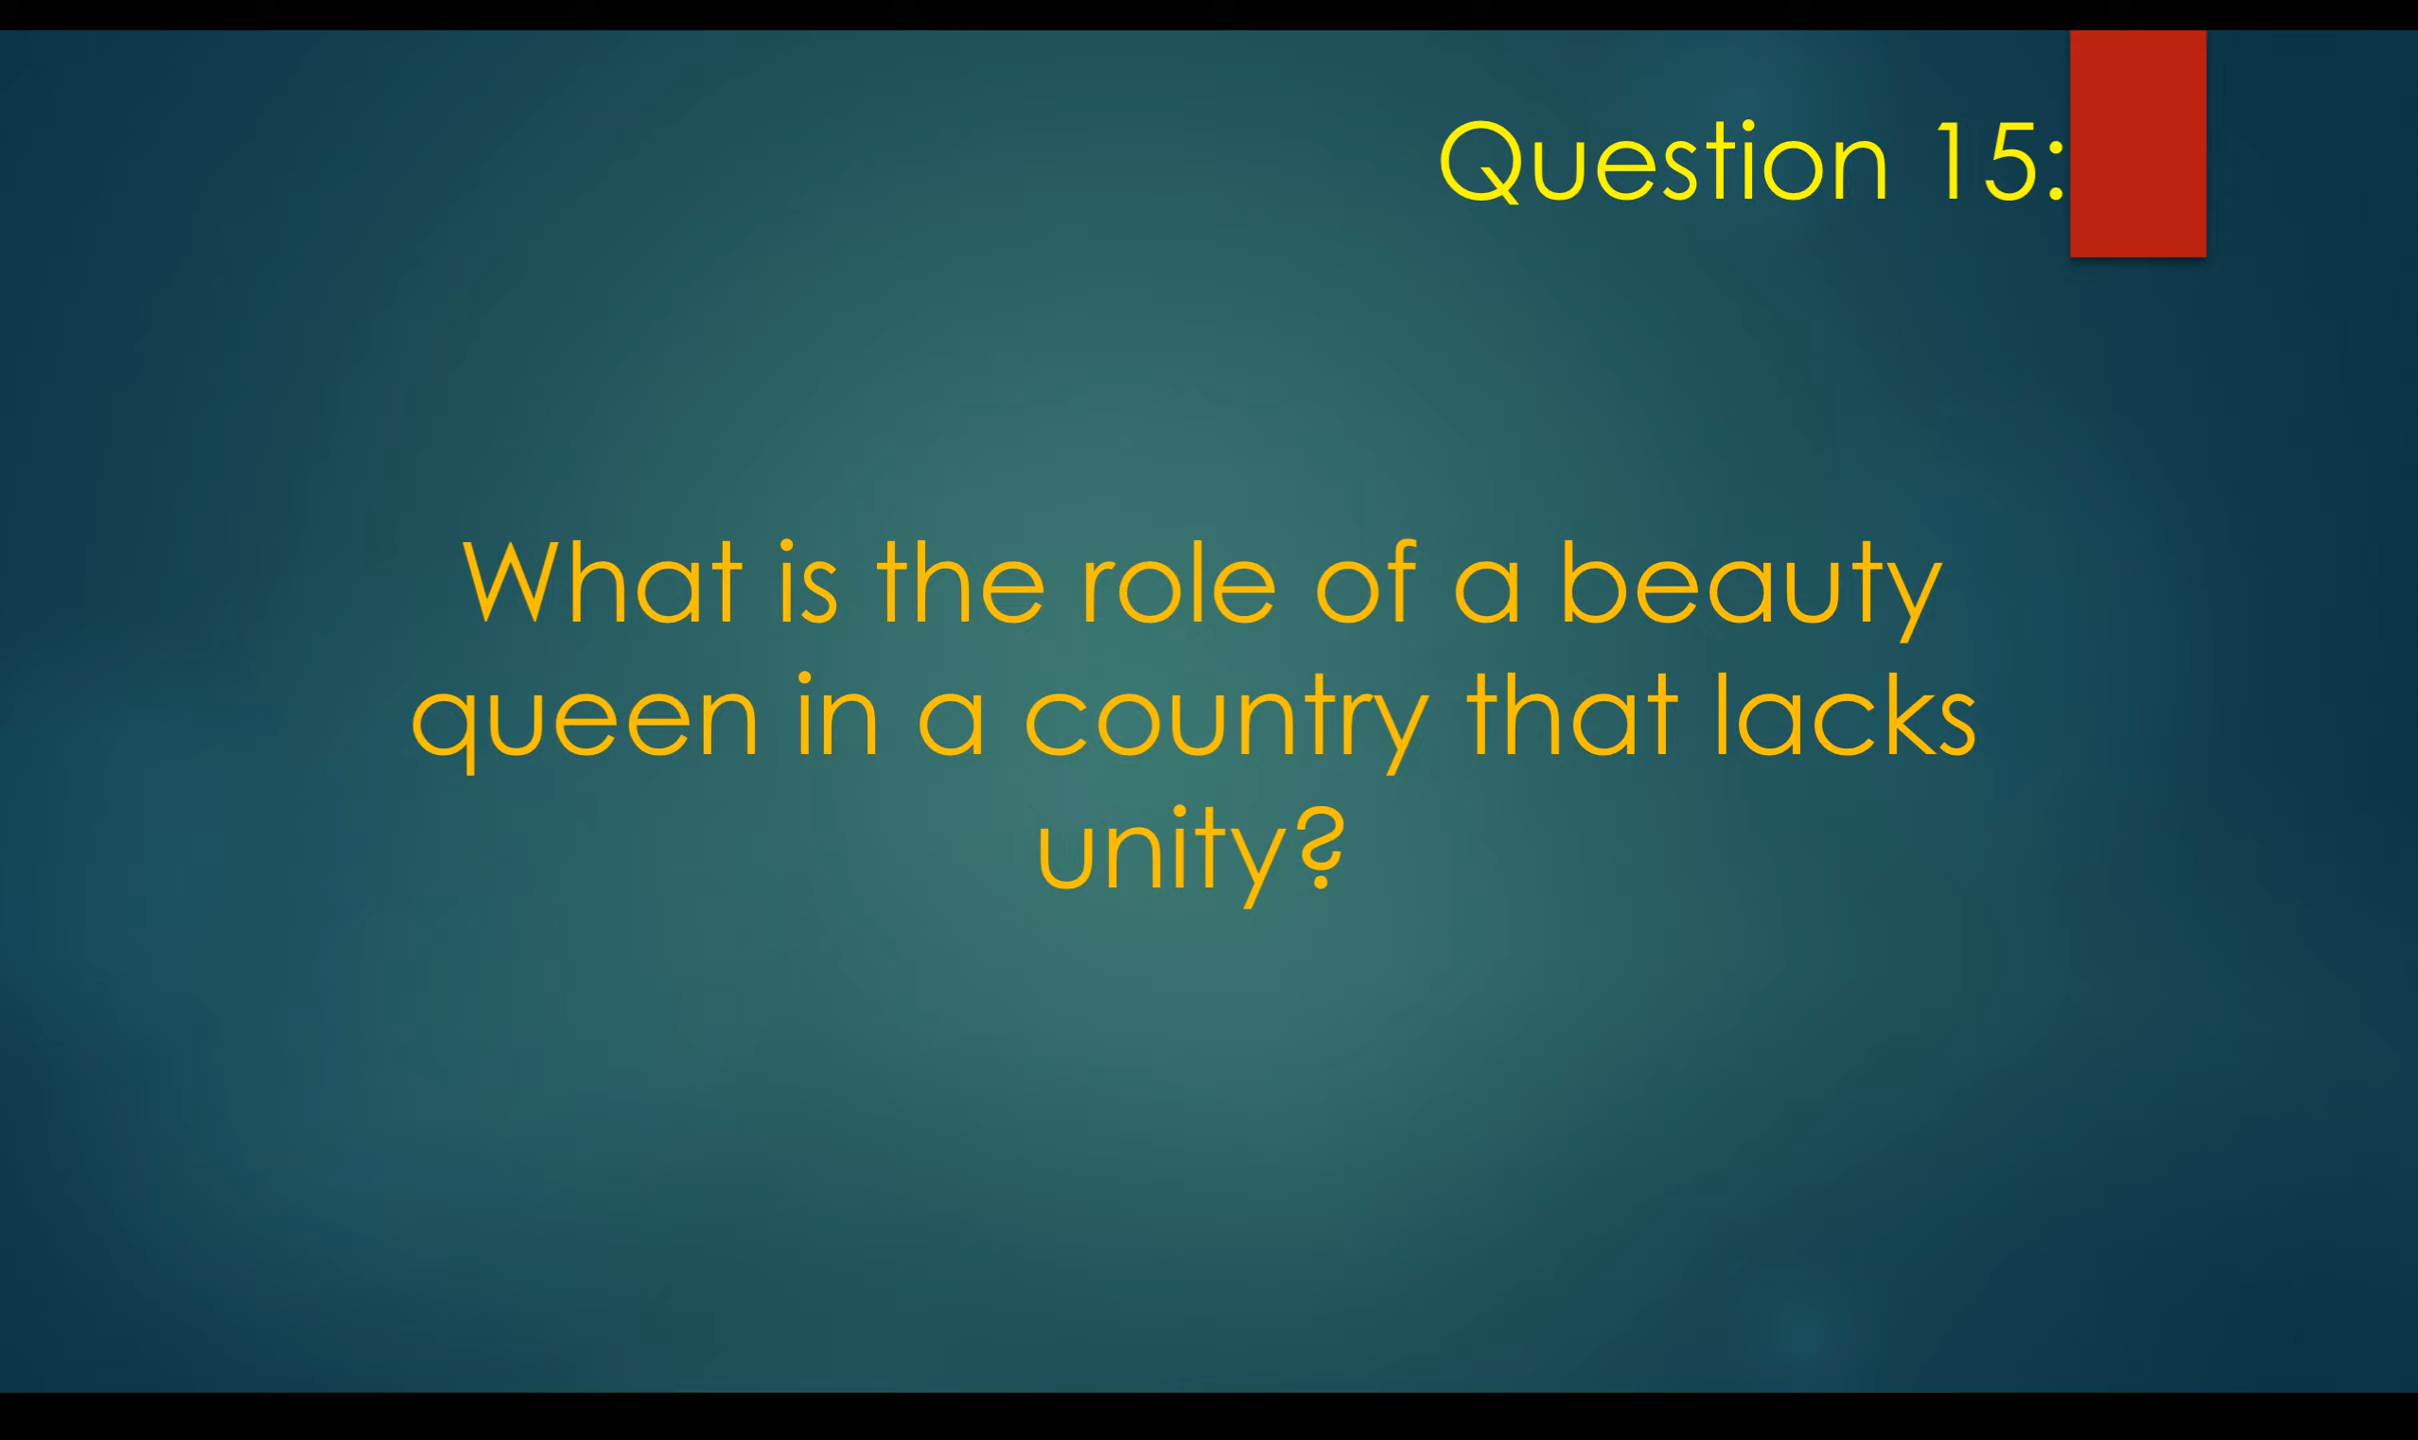 Question 15:
What is the role of a beauty
queen in a country that lacks
unity?